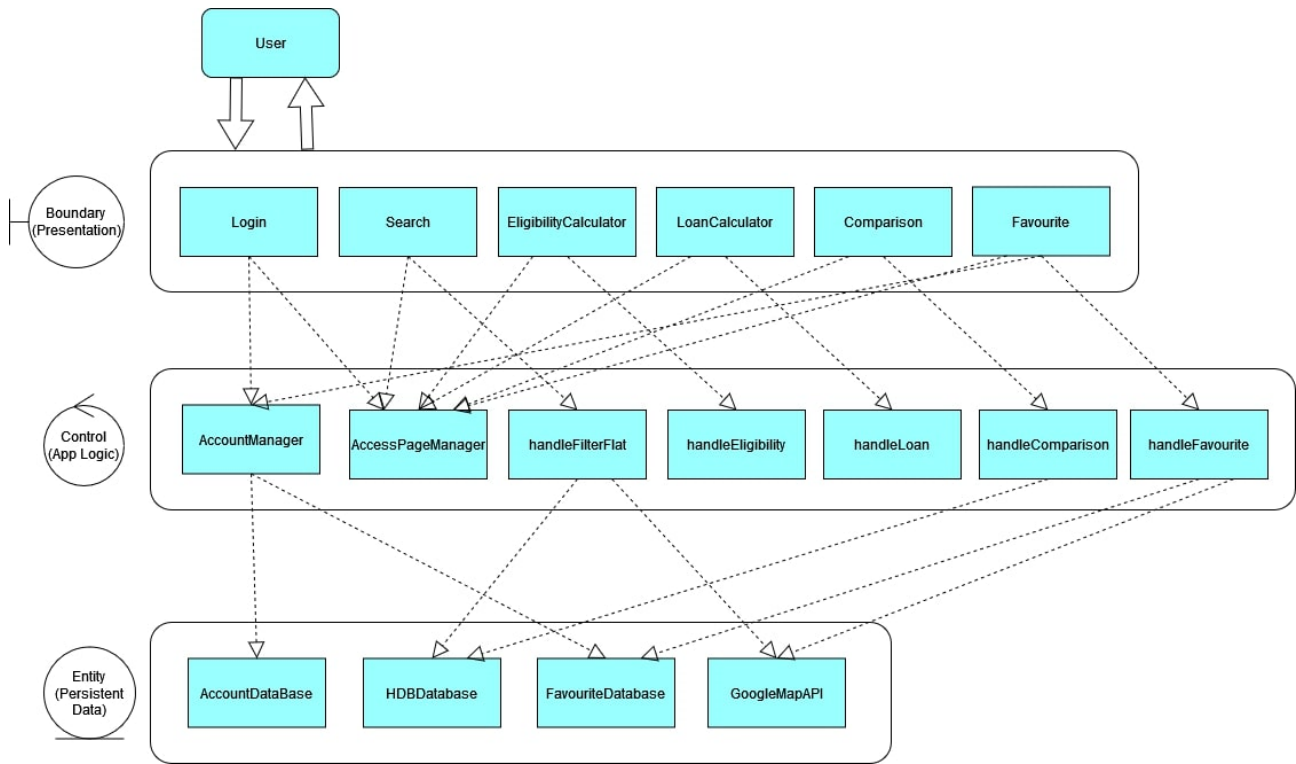 User
Boundary
(Presentation)
Login
Search
EligibilityCalculator
LoanCalculator
Comparison
Favourite
Control
(App Logic)
AccountManager
AccessPageManager
handleFilterFlat
handleEligibility
handleLoan
handleComparison
handleFavourite
Entity
(Persistent
Data)
AccountDataBase
HDBDatabase
FavouriteDatabase
GoogleMapAPI